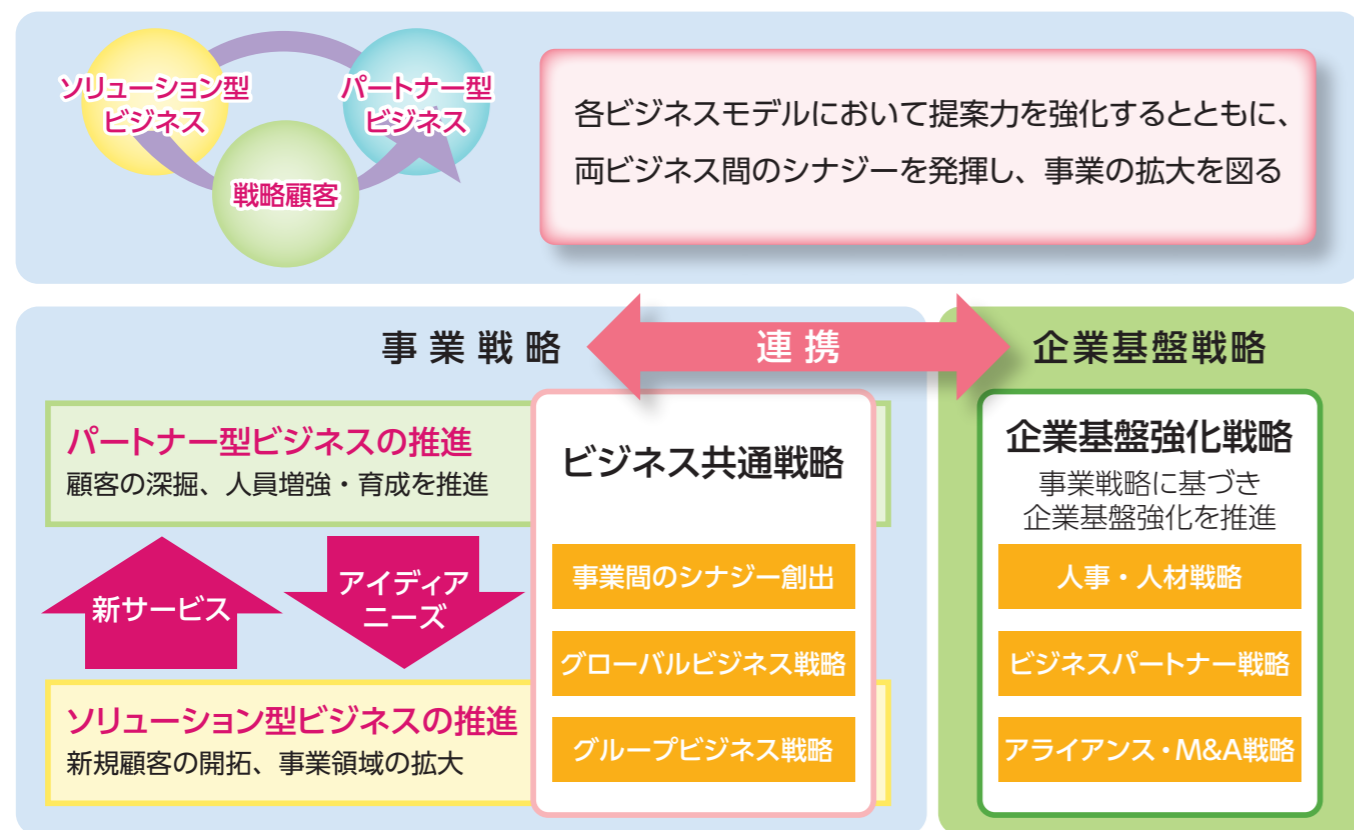 ソリューション型
ビジネス
パートナー型
ビジネス
戦略顧客
各ビジネスモデルにおいて提案力を強化するとともに、
両ビジネス間のシナジーを発揮し、事業の拡大を図る
事業戦略
連携
企業基盤戦略
パートナー型ビジネスの推進
顧客の深掘、人員増強・育成を推進
新サービス
アイディア
ニーズ
ソリューション型ビジネスの推進
新規顧客の開拓、事業領域の拡大
ビジネス共通戦略
事業間のシナジー創出
グローバルビジネス戦略
グループビジネス戦略
企業基盤強化戦略
事業戦略に基づき
企業基盤強化を推進
人事・人材戦略
ビジネスパートナー戦略
アライアンス・M&A戦略